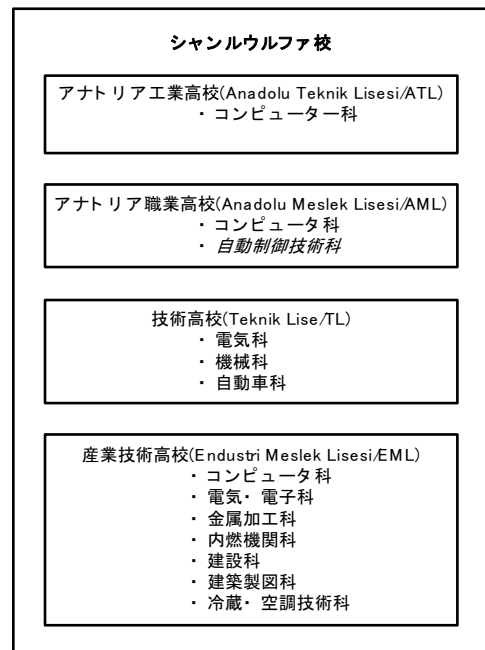 シャンルウルファ校
アナトリア工業高校(Anadolu Teknik Lisesi/ATL)
・コンピューター科
アナトリア職業高校(Anadolu Meslek Lisesi/AML)
・コンピュータ科
・自動制御技術科
技術高校(Teknik Lise/TL)
・電気科
・機械科
・自動車科
産業技術高校(Endustri Meslek Lisesi/EML)
・コンピュータ科
・電気・電子科
・金属加工科
・内燃機関科
・建設科
・建築製図科
・冷蔵・空調技術科